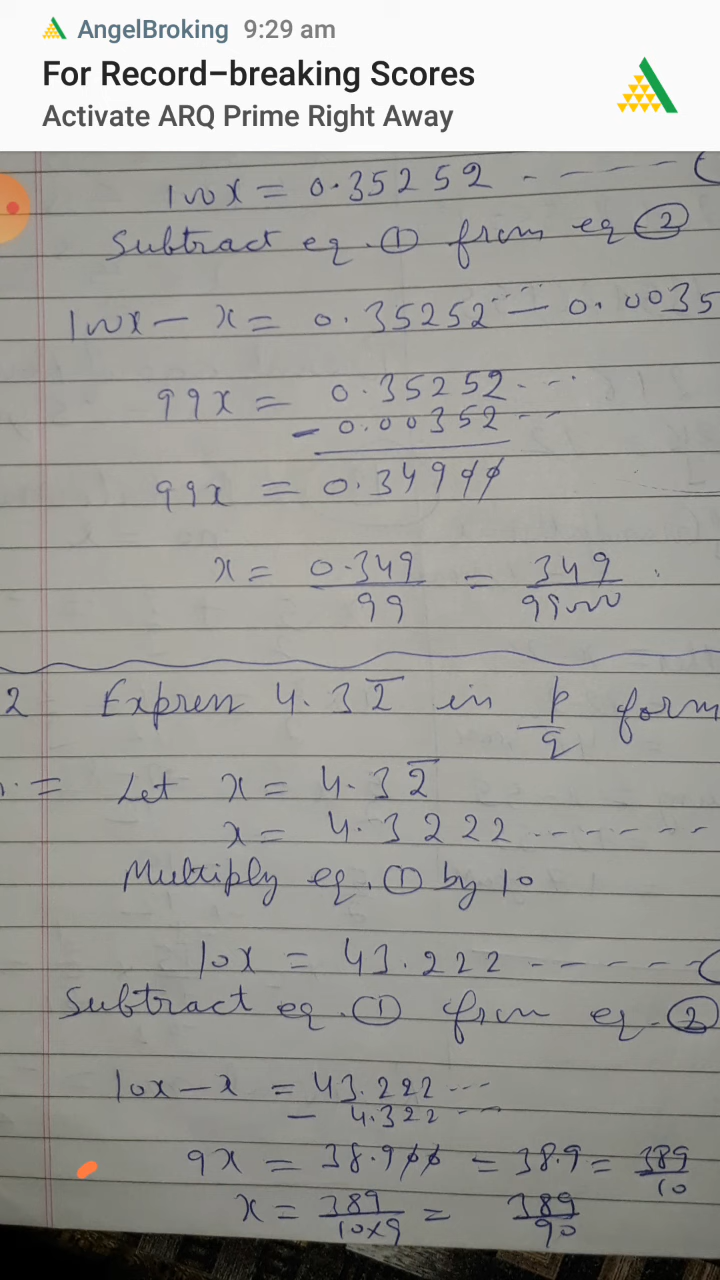 AngelBroking 9:29 am
For Record–breaking Scores
Activate ARQ Prime Right Away
100x = 0.35252 - - - - (
Subtract eq. ① from eq ②
100x - x = 0.35252... - 0.0035
99x = 0.35252...
- 0.00352...
99x = 0.34900
x = 0.349/99 = 349/99000
2 Express 4.32̅ in p/q form
Let x = 4.32̅
x = 4.3222 ------
Multiply eq. ① by 10
10x = 43.222 ----- (
Subtract eq. ① from eq. ②
10x - x = 43.222 ---
- 4.322 ---
9x = 38.900 = 38.9 = 389/10
x = 389/10x9 = 389/90